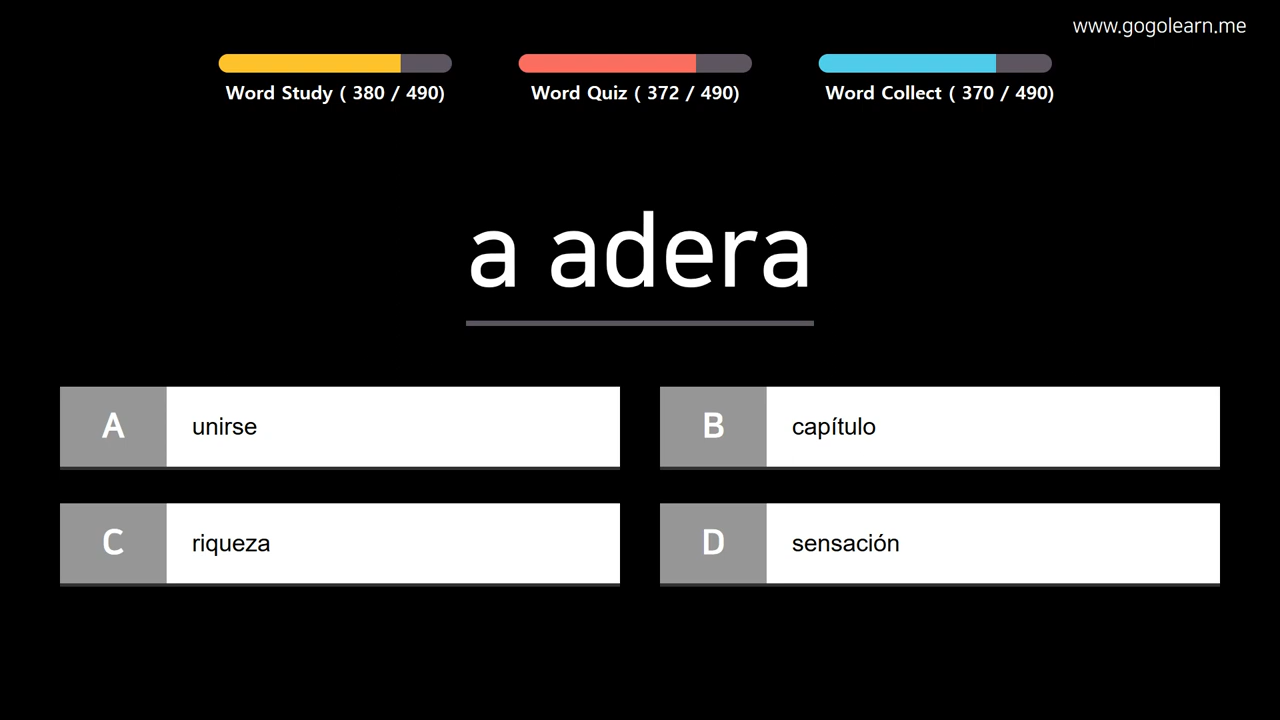 www.gogolearn.me
Word Study ( 380 / 490)
Word Quiz ( 372 / 490)
Word Collect ( 370 / 490)
a adera
A unirse
B capítulo
C riqueza
D sensación